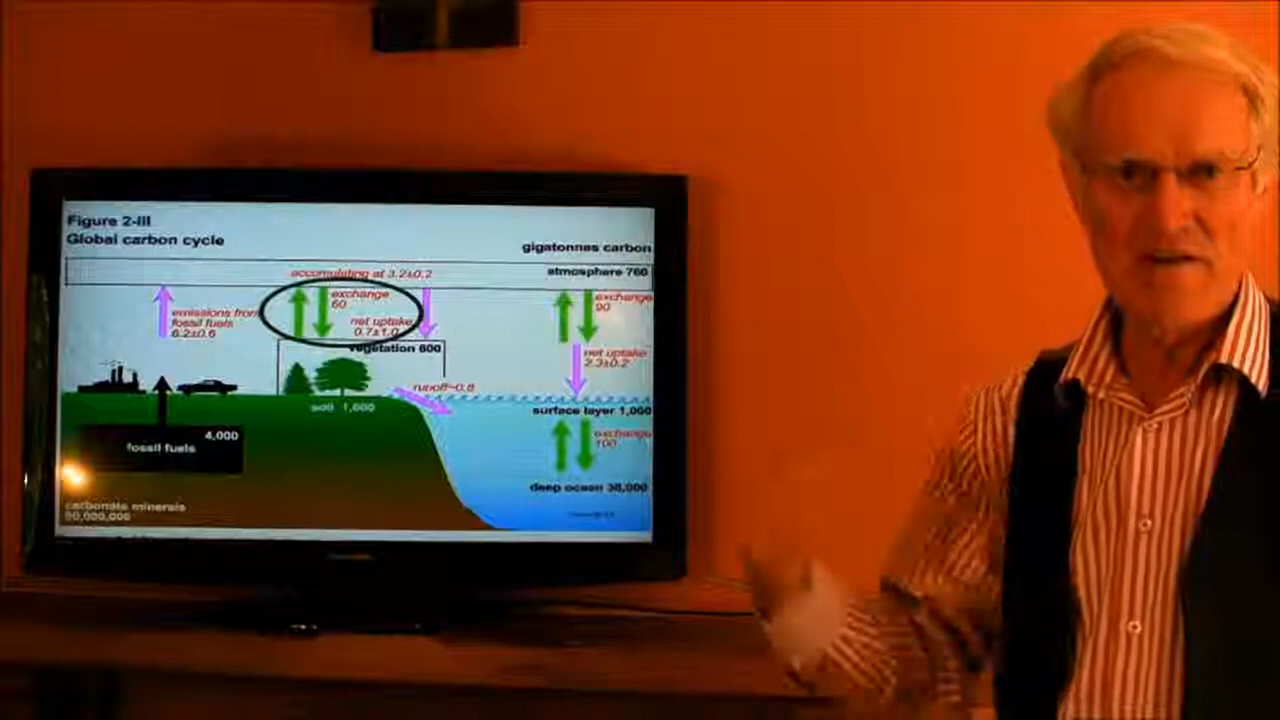 Figure 2-III
Global carbon cycle
gigatonnes carbon
accumulating at 3.2±0.2
atmosphere 760
emissions from
fossil fuels
6.2±0.6
exchange
60
net uptake
0.7±1.0
exchange
90
vegetation 600
net uptake
2.3±0.2
runoff~0.8
soil 1,600
surface layer 1,000
4,000
fossil fuels
exchange
100
deep ocean 38,000
carbonate minerals
90,000,000